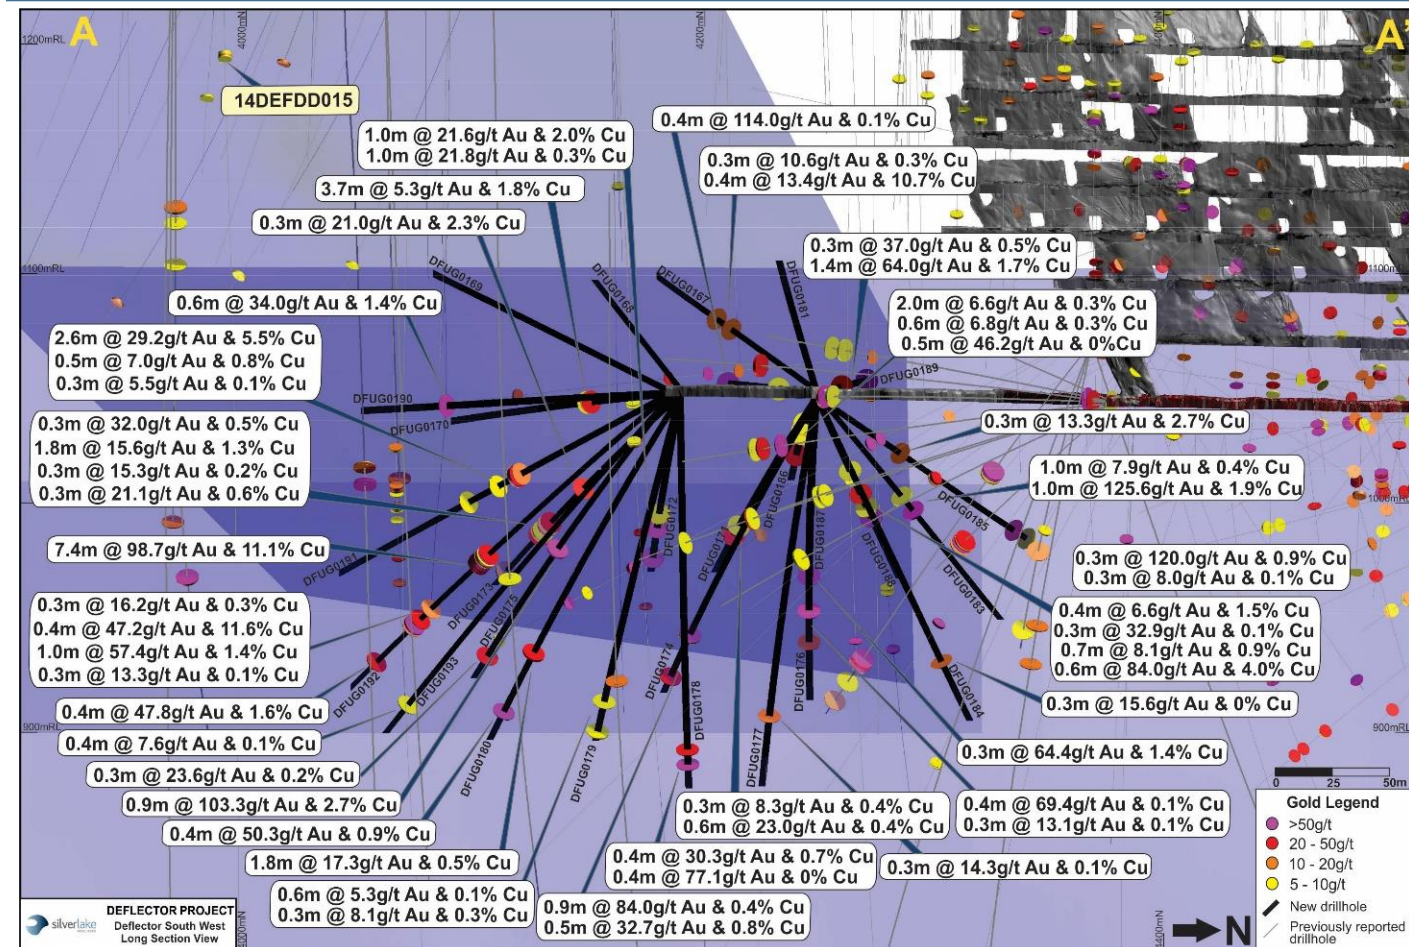 A
A'
1200mRL
4000mN
4200mN
14DEFDD015
1.0m @ 21.6g/t Au & 2.0% Cu
1.0m @ 21.8g/t Au & 0.3% Cu
0.4m @ 114.0g/t Au & 0.1% Cu
3.7m @ 5.3g/t Au & 1.8% Cu
0.3m @ 10.6g/t Au & 0.3% Cu
0.4m @ 13.4g/t Au & 10.7% Cu
0.3m @ 21.0g/t Au & 2.3% Cu
0.3m @ 37.0g/t Au & 0.5% Cu
1.4m @ 64.0g/t Au & 1.7% Cu
1100mRL
1100mRL
DFUG0169
DFUG0168
DFUG0167
DFUG0181
0.6m @ 34.0g/t Au & 1.4% Cu
2.0m @ 6.6g/t Au & 0.3% Cu
0.6m @ 6.8g/t Au & 0.3% Cu
0.5m @ 46.2g/t Au & 0%Cu
2.6m @ 29.2g/t Au & 5.5% Cu
0.5m @ 7.0g/t Au & 0.8% Cu
0.3m @ 5.5g/t Au & 0.1% Cu
DFUG0189
DFUG0190
DFUG0170
0.3m @ 32.0g/t Au & 0.5% Cu
1.8m @ 15.6g/t Au & 1.3% Cu
0.3m @ 15.3g/t Au & 0.2% Cu
0.3m @ 21.1g/t Au & 0.6% Cu
0.3m @ 13.3g/t Au & 2.7% Cu
1.0m @ 7.9g/t Au & 0.4% Cu
1.0m @ 125.6g/t Au & 1.9% Cu
1000mRL
DFUG0186
DFUG0185
DFUG0172
DFUG0171
DFUG0187
DFUG0188
DFUG0191
7.4m @ 98.7g/t Au & 11.1% Cu
0.3m @ 120.0g/t Au & 0.9% Cu
0.3m @ 8.0g/t Au & 0.1% Cu
DFUG0173
DFUG0175
DFUG0183
0.3m @ 16.2g/t Au & 0.3% Cu
0.4m @ 47.2g/t Au & 11.6% Cu
1.0m @ 57.4g/t Au & 1.4% Cu
0.3m @ 13.3g/t Au & 0.1% Cu
0.4m @ 6.6g/t Au & 1.5% Cu
0.3m @ 32.9g/t Au & 0.1% Cu
0.7m @ 8.1g/t Au & 0.9% Cu
0.6m @ 84.0g/t Au & 4.0% Cu
DFUG0192
DFUG0193
DFUG0174
DFUG0178
DFUG0176
DFUG0184
0.4m @ 47.8g/t Au & 1.6% Cu
0.3m @ 15.6g/t Au & 0% Cu
900mRL
900mRL
0.4m @ 7.6g/t Au & 0.1% Cu
DFUG0180
DFUG0179
DFUG0177
0.3m @ 64.4g/t Au & 1.4% Cu
0.3m @ 23.6g/t Au & 0.2% Cu
0 25 50m
0.9m @ 103.3g/t Au & 2.7% Cu
0.3m @ 8.3g/t Au & 0.4% Cu
0.6m @ 23.0g/t Au & 0.4% Cu
0.4m @ 69.4g/t Au & 0.1% Cu
0.3m @ 13.1g/t Au & 0.1% Cu
0.4m @ 50.3g/t Au & 0.9% Cu
1.8m @ 17.3g/t Au & 0.5% Cu
0.4m @ 30.3g/t Au & 0.7% Cu
0.4m @ 77.1g/t Au & 0% Cu
0.3m @ 14.3g/t Au & 0.1% Cu
0.6m @ 5.3g/t Au & 0.1% Cu
0.3m @ 8.1g/t Au & 0.3% Cu
0.9m @ 84.0g/t Au & 0.4% Cu
0.5m @ 32.7g/t Au & 0.8% Cu
Gold Legend
>50g/t
20 - 50g/t
10 - 20g/t
5 - 10g/t
New drillhole
Previously reported
drillhole
silverlake
DEFLECTOR PROJECT
Deflector South West
Long Section View
4000mN
4400mN
N